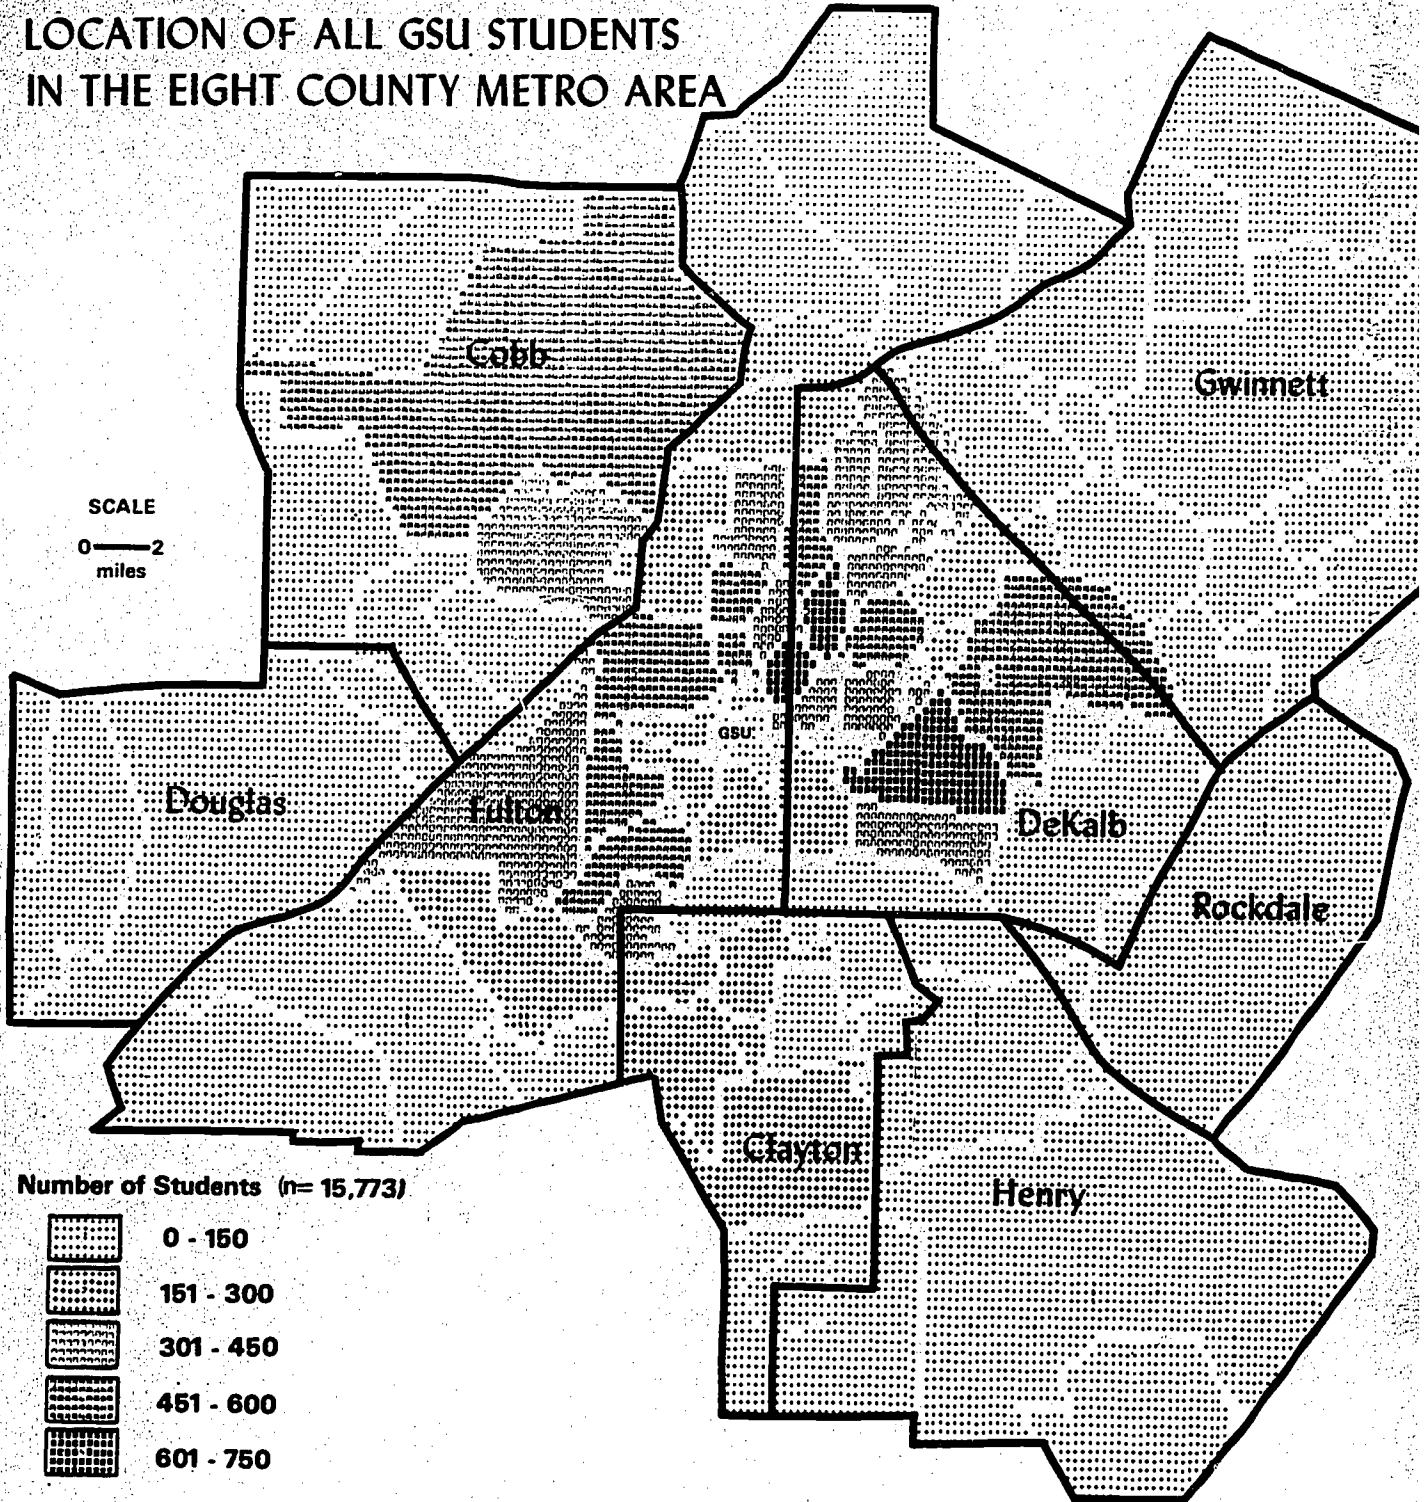 LOCATION OF ALL GSU STUDENTS
IN THE EIGHT COUNTY METRO AREA
Cobb
Gwinnett
SCALE
0 2
miles
GSU
Douglas
Fulton
DeKalb
Rockdale
Clayton
Henry
Number of Students (n= 15,773)
0 - 150
151 - 300
301 - 450
451 - 600
601 - 750